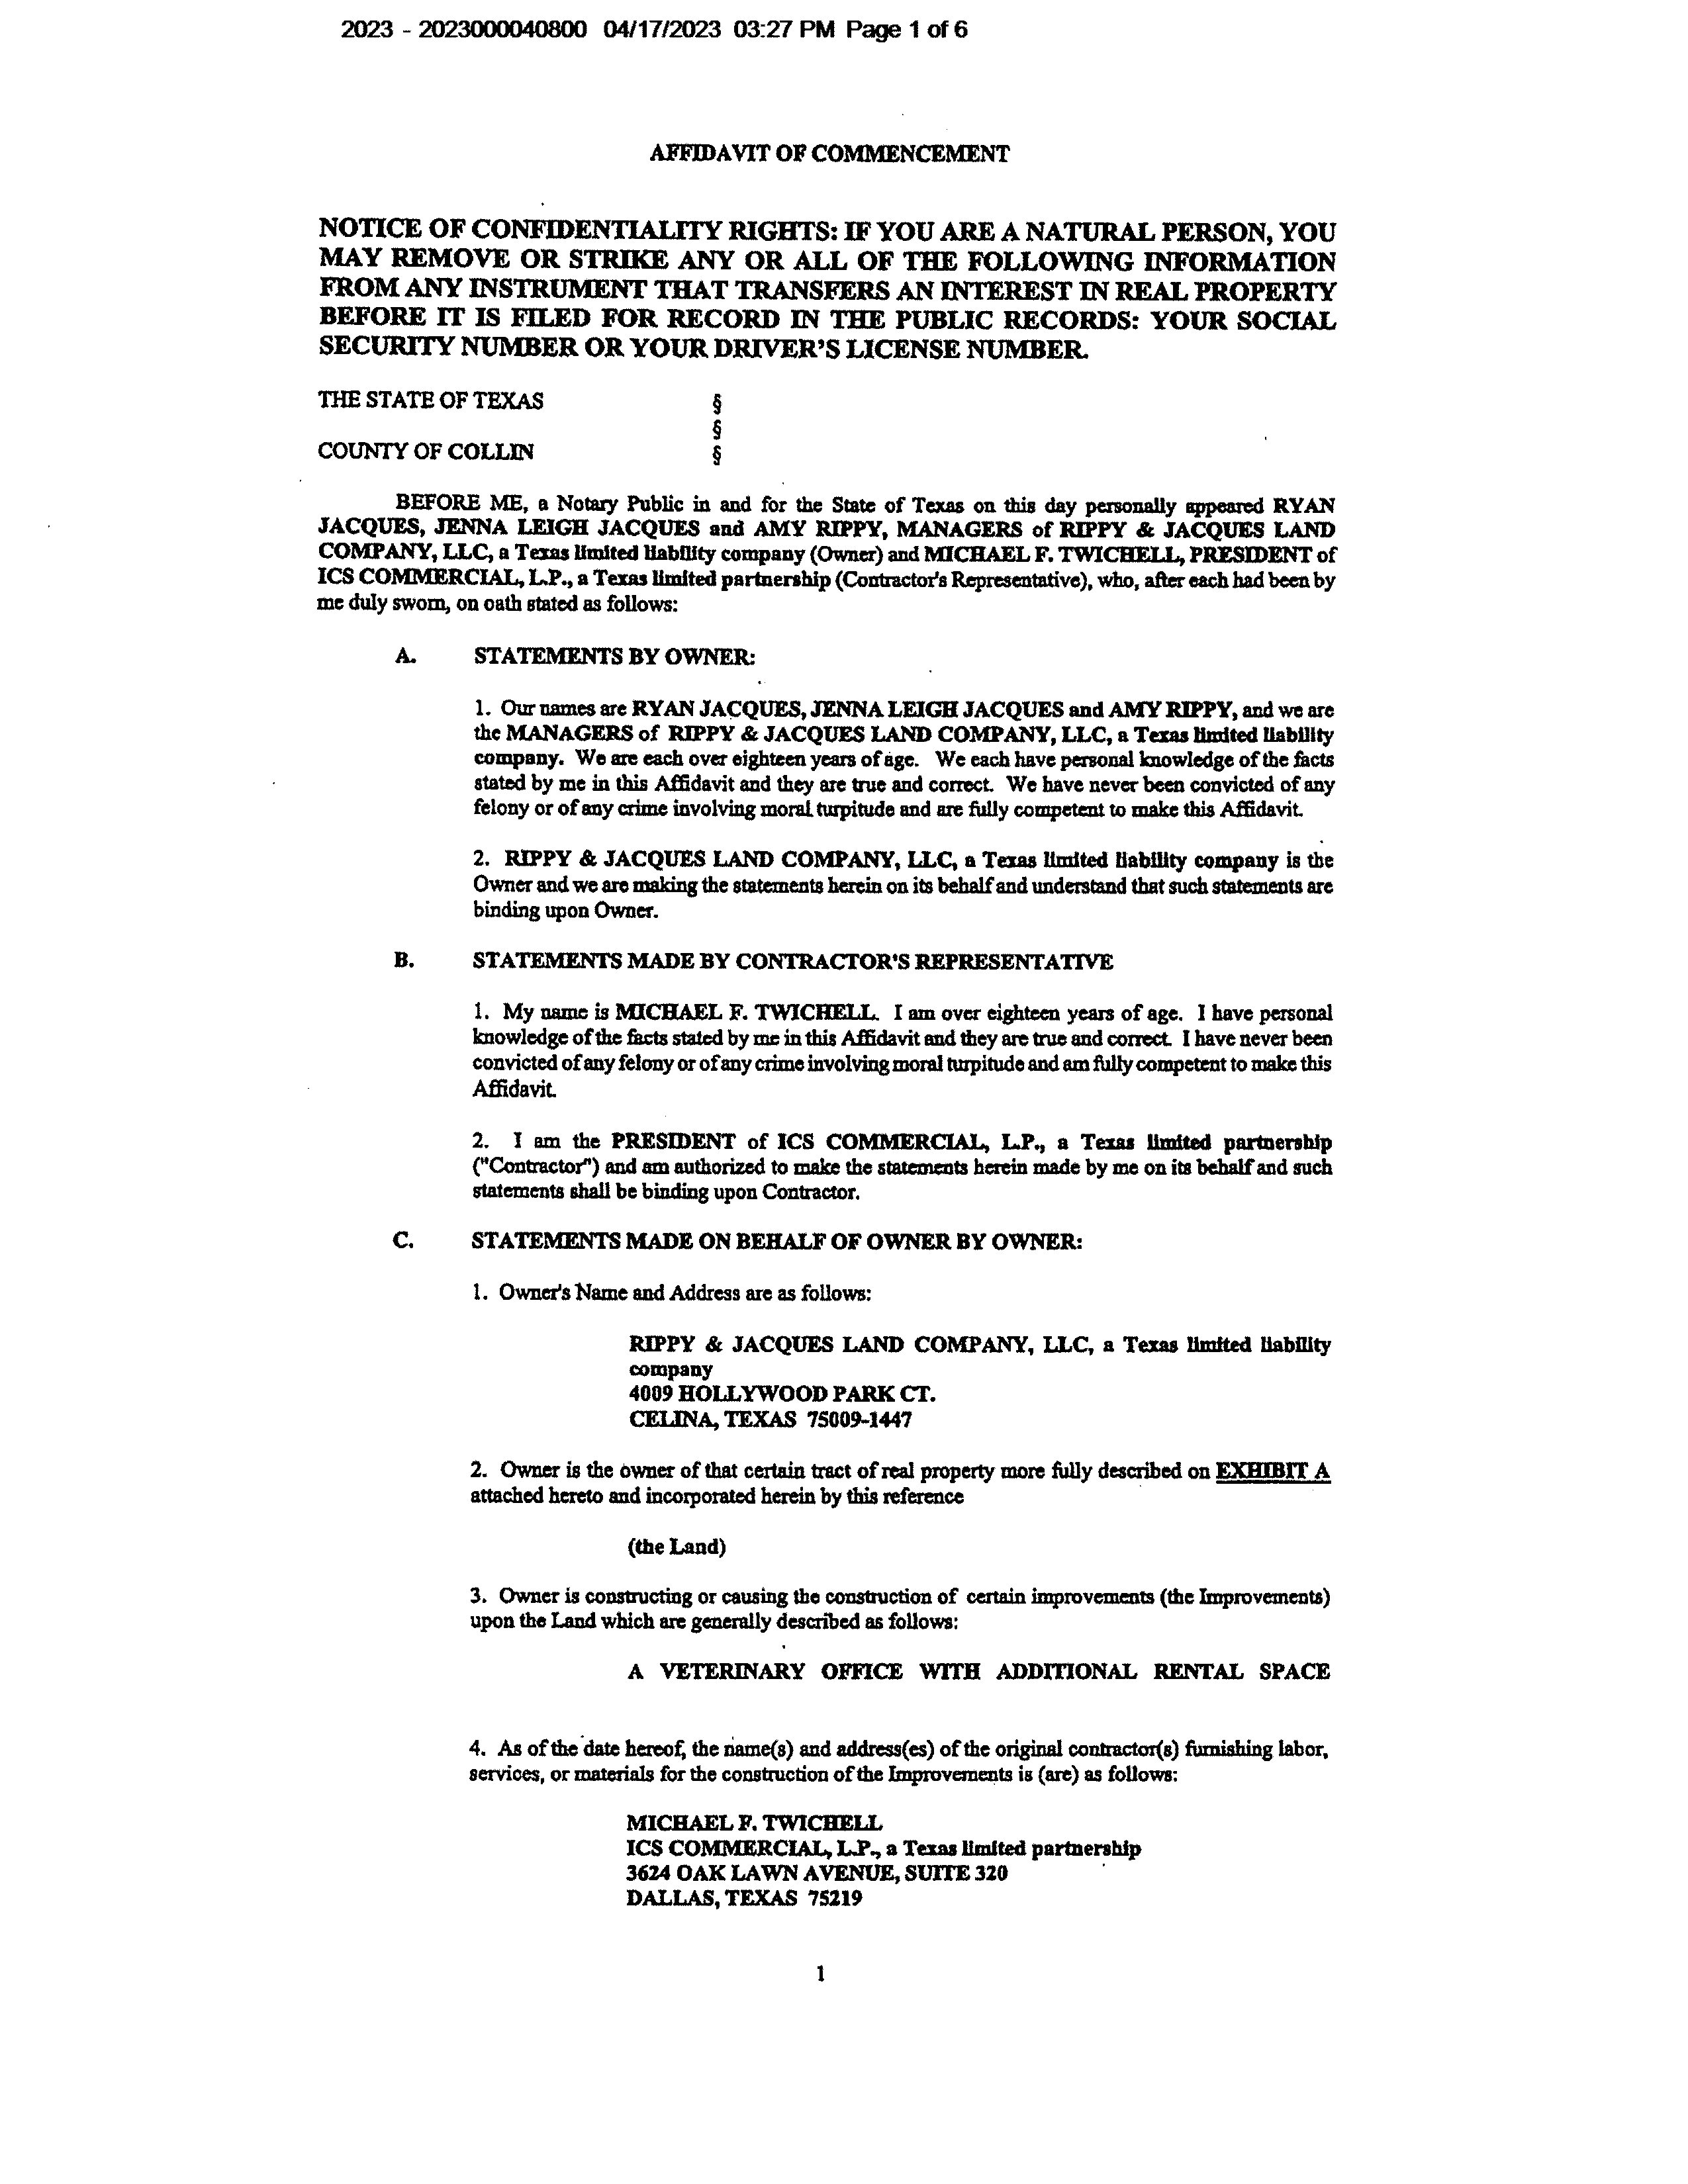 2023 - 2023000040800 04/17/2023 03:27 PM Page 1 of 6
AFFIDAVIT OF COMMENCEMENT
NOTICE OF CONFIDENTIALITY RIGHTS: IF YOU ARE A NATURAL PERSON, YOU
MAY REMOVE OR STRIKE ANY OR ALL OF THE FOLLOWING INFORMATION
FROM ANY INSTRUMENT THAT TRANSFERS AN INTEREST IN REAL PROPERTY
BEFORE IT IS FILED FOR RECORD IN THE PUBLIC RECORDS: YOUR SOCIAL
SECURITY NUMBER OR YOUR DRIVER'S LICENSE NUMBER.
THE STATE OF TEXAS §
§
COUNTY OF COLLIN §
BEFORE ME, a Notary Public in and for the State of Texas on this day personally appeared RYAN
JACQUES, JENNA LEIGH JACQUES and AMY RIPPY, MANAGERS of RIPPY & JACQUES LAND
COMPANY, LLC, a Texas limited liability company (Owner) and MICHAEL F. TWICHELL, PRESIDENT of
ICS COMMERCIAL, L.P., a Texas limited partnership (Contractor's Representative), who, after each had been by
me duly sworn, on oath stated as follows:
A. STATEMENTS BY OWNER:
1. Our names are RYAN JACQUES, JENNA LEIGH JACQUES and AMY RIPPY, and we are
the MANAGERS of RIPPY & JACQUES LAND COMPANY, LLC, a Texas limited liability
company. We are each over eighteen years of age. We each have personal knowledge of the facts
stated by me in this Affidavit and they are true and correct. We have never been convicted of any
felony or of any crime involving moral turpitude and are fully competent to make this Affidavit.
2. RIPPY & JACQUES LAND COMPANY, LLC, a Texas limited liability company is the
Owner and we are making the statements herein on its behalf and understand that such statements are
binding upon Owner.
B. STATEMENTS MADE BY CONTRACTOR'S REPRESENTATIVE
1. My name is MICHAEL F. TWICHELL. I am over eighteen years of age. I have personal
knowledge of the facts stated by me in this Affidavit and they are true and correct. I have never been
convicted of any felony or of any crime involving moral turpitude and am fully competent to make this
Affidavit.
2. I am the PRESIDENT of ICS COMMERCIAL, L.P., a Texas limited partnership
("Contractor") and am authorized to make the statements herein made by me on its behalf and such
statements shall be binding upon Contractor.
C. STATEMENTS MADE ON BEHALF OF OWNER BY OWNER:
1. Owner's Name and Address are as follows:
RIPPY & JACQUES LAND COMPANY, LLC, a Texas limited liability
company
4009 HOLLYWOOD PARK CT.
CELINA, TEXAS 75009-1447
2. Owner is the owner of that certain tract of real property more fully described on EXHIBIT A
attached hereto and incorporated herein by this reference
(the Land)
3. Owner is constructing or causing the construction of certain improvements (the Improvements)
upon the Land which are generally described as follows:
A VETERINARY OFFICE WITH ADDITIONAL RENTAL SPACE
4. As of the date hereof, the name(s) and address(es) of the original contractor(s) furnishing labor,
services, or materials for the construction of the Improvements is (are) as follows:
MICHAEL F. TWICHELL
ICS COMMERCIAL, L.P., a Texas limited partnership
3624 OAK LAWN AVENUE, SUITE 320
DALLAS, TEXAS 75219
1